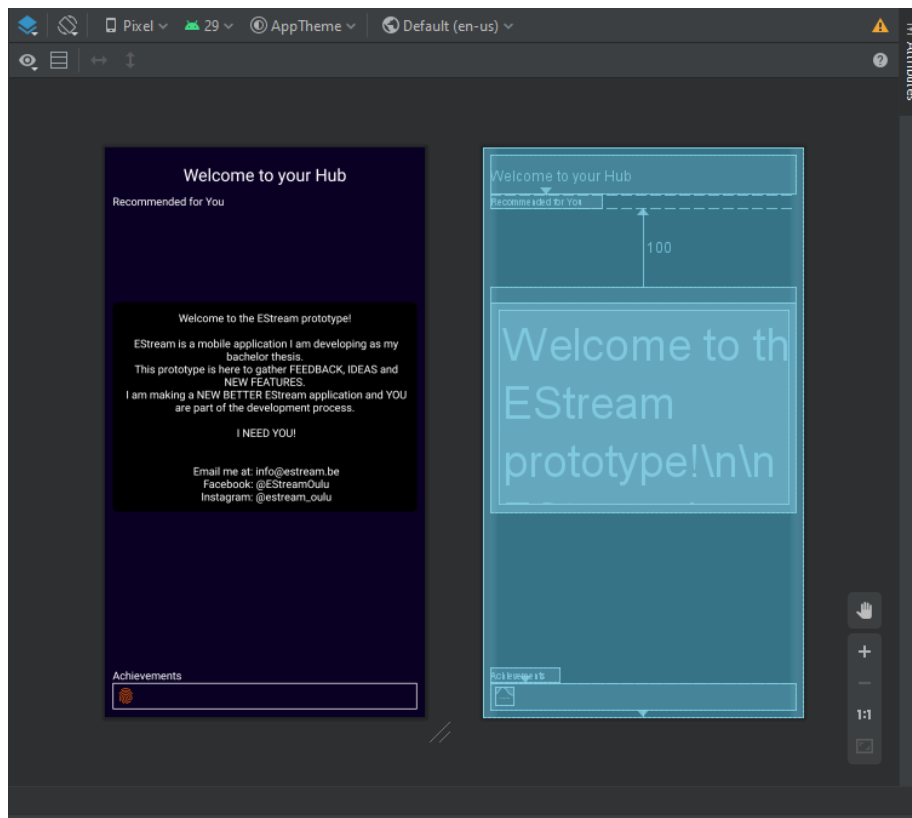 Pixel
29
AppTheme
Default (en-us)
Attributes
Welcome to your Hub
Recommended for You
Welcome to the EStream prototype!
EStream is a mobile application I am developing as my
bachelor thesis.
This prototype is here to gather FEEDBACK, IDEAS and
NEW FEATURES.
I am making a NEW BETTER EStream application and YOU
are part of the development process.
I NEED YOU!
Email me at: info@estream.be
Facebook: @EStreamOulu
Instagram: @estream_oulu
Achievements
Welcome to your Hub
Recommended for You
100
Welcome to th
EStream
prototype!\n\n
Achievements
1:1